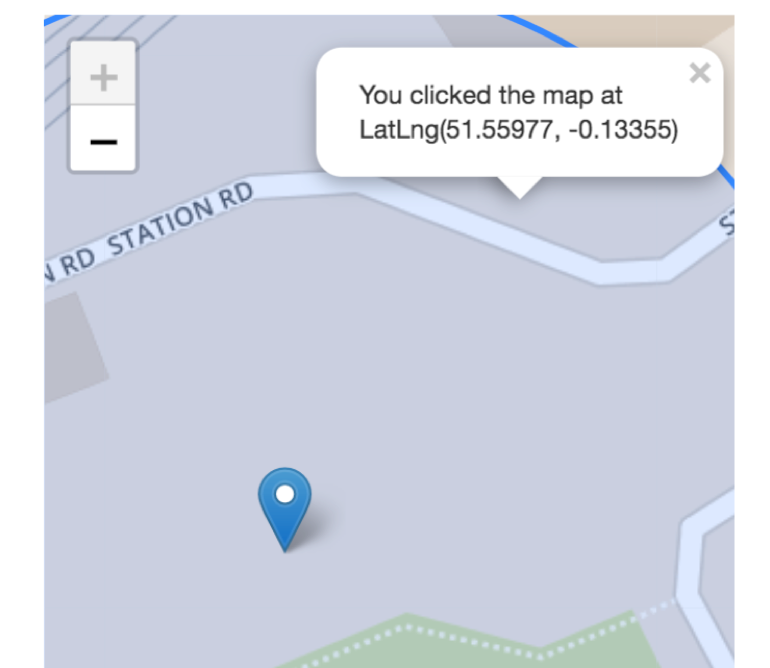 +
−
You clicked the map at
LatLng(51.55977, -0.13355)
×
STATION RD
RD